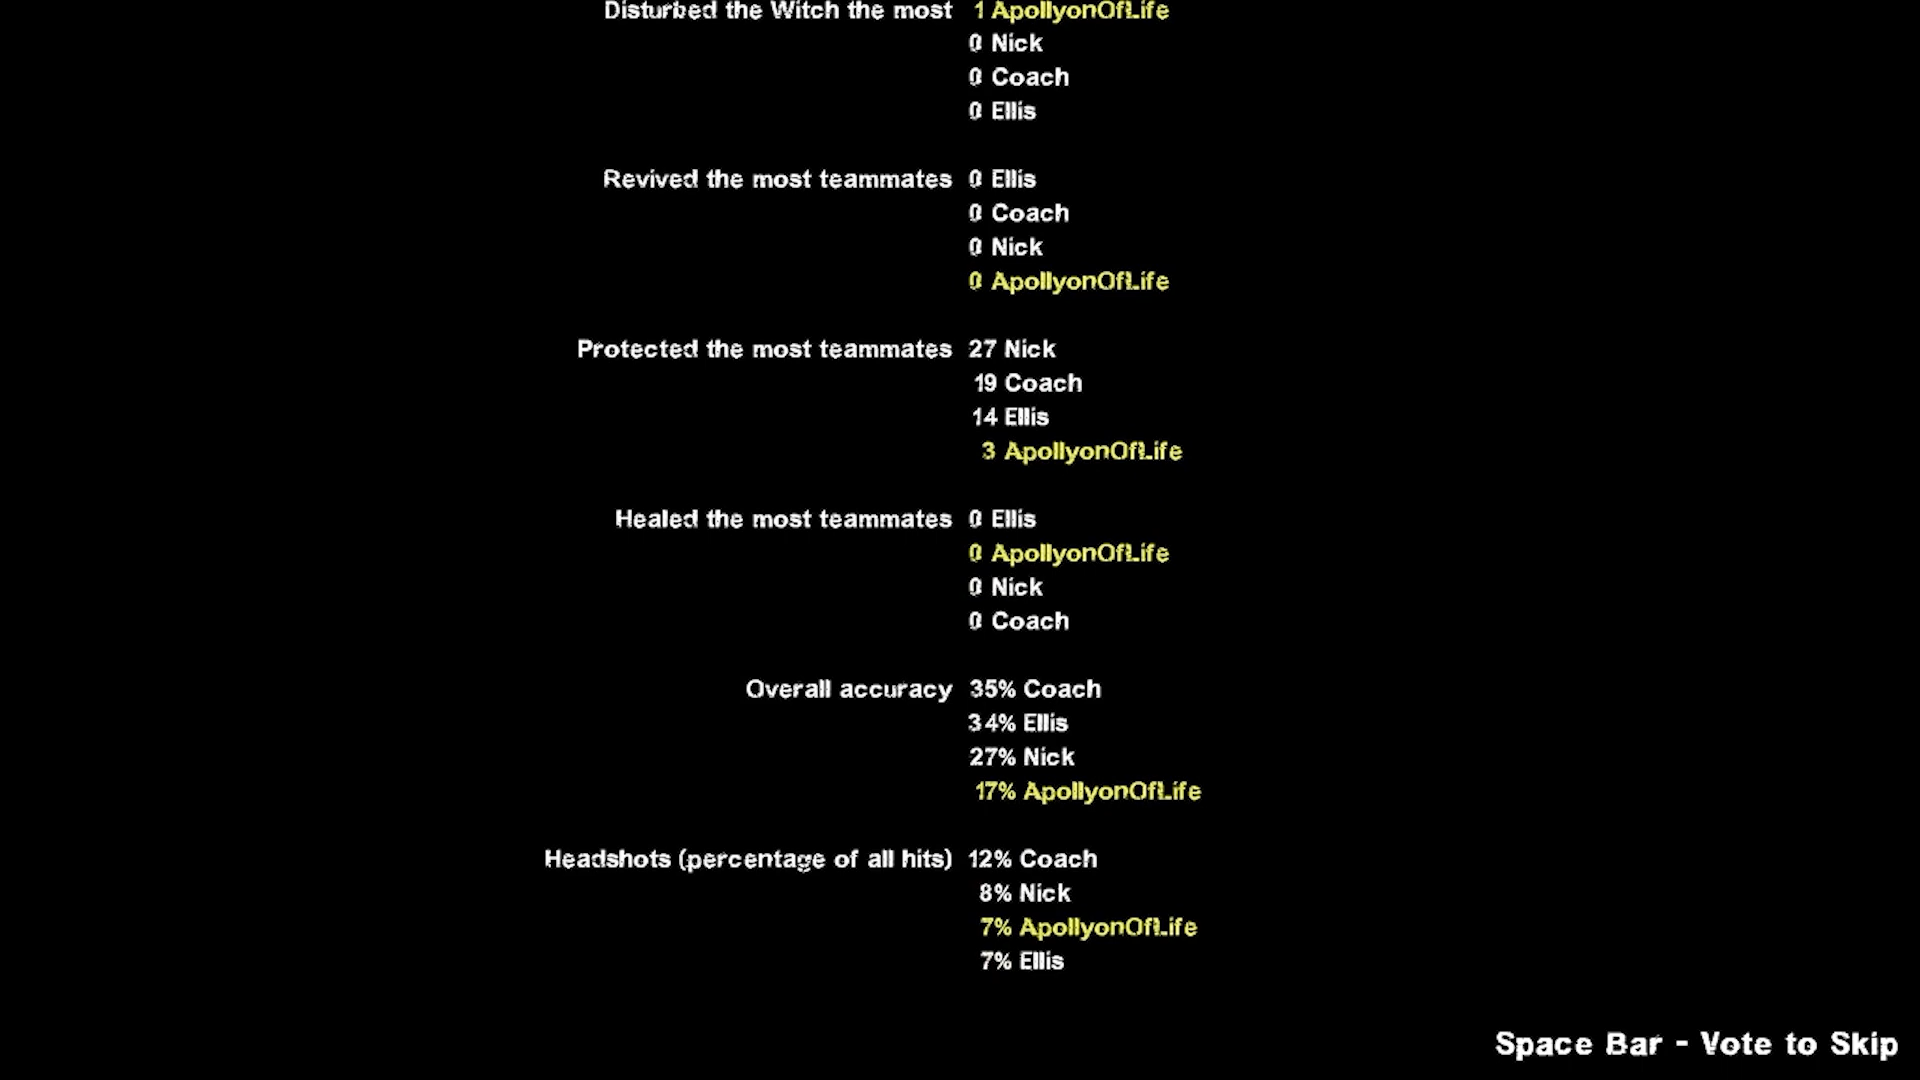 Disturbed the Witch the most 1 ApollyonOfLife
0 Nick
0 Coach
0 Ellis
Revived the most teammates 0 Ellis
0 Coach
0 Nick
0 ApollyonOfLife
Protected the most teammates 27 Nick
19 Coach
14 Ellis
3 ApollyonOfLife
Healed the most teammates 0 Ellis
0 ApollyonOfLife
0 Nick
0 Coach
Overall accuracy 35% Coach
34% Ellis
27% Nick
17% ApollyonOfLife
Headshots (percentage of all hits) 12% Coach
8% Nick
7% ApollyonOfLife
7% Ellis
Space Bar - Vote to Skip